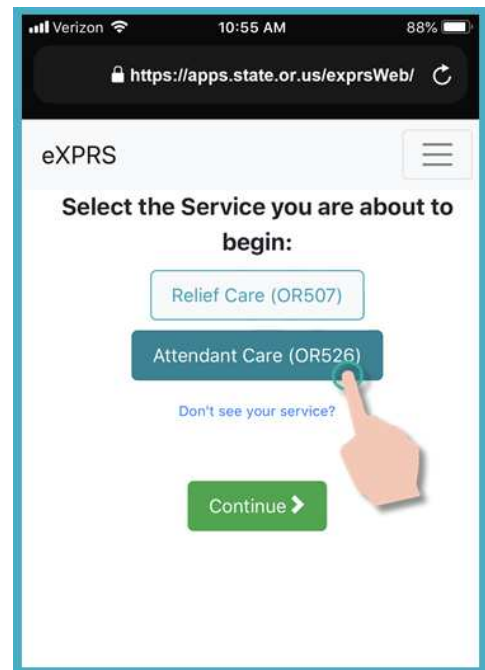 Verizon 10:55 AM 88%
https://apps.state.or.us/exprsWeb/
eXPRS
Select the Service you are about to
begin:
Relief Care (OR507)
Attendant Care (OR526)
Don't see your service?
Continue